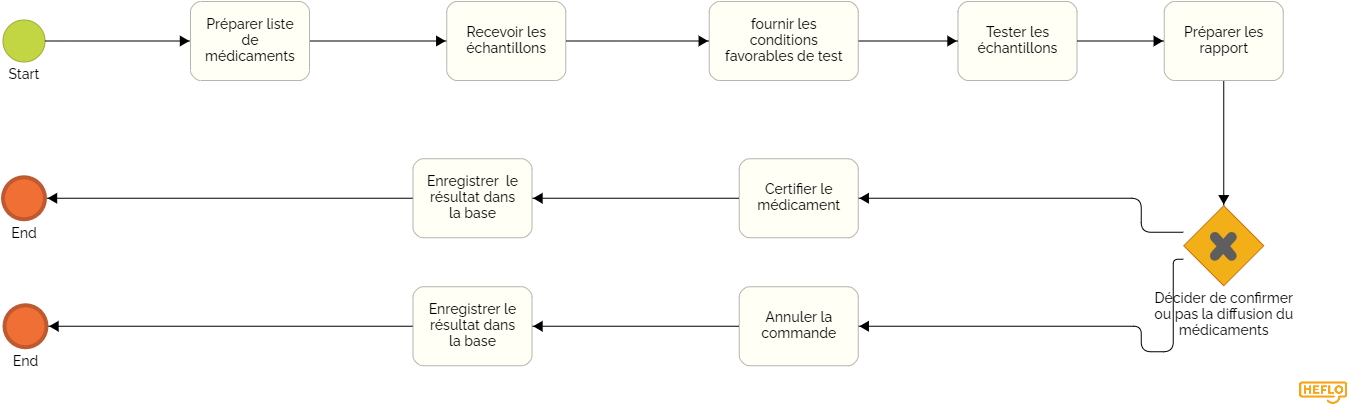 Préparer liste
de
médicaments
Recevoir les
échantillons
fournir les
conditions
favorables de test
Tester les
échantillons
Préparer les
rapport
Start
Enregistrer le
résultat dans
la base
Certifier le
médicament
End
Décider de confirmer
ou pas la diffusion du
médicaments
Enregistrer le
résultat dans
la base
Annuler la
commande
End
HEFLO